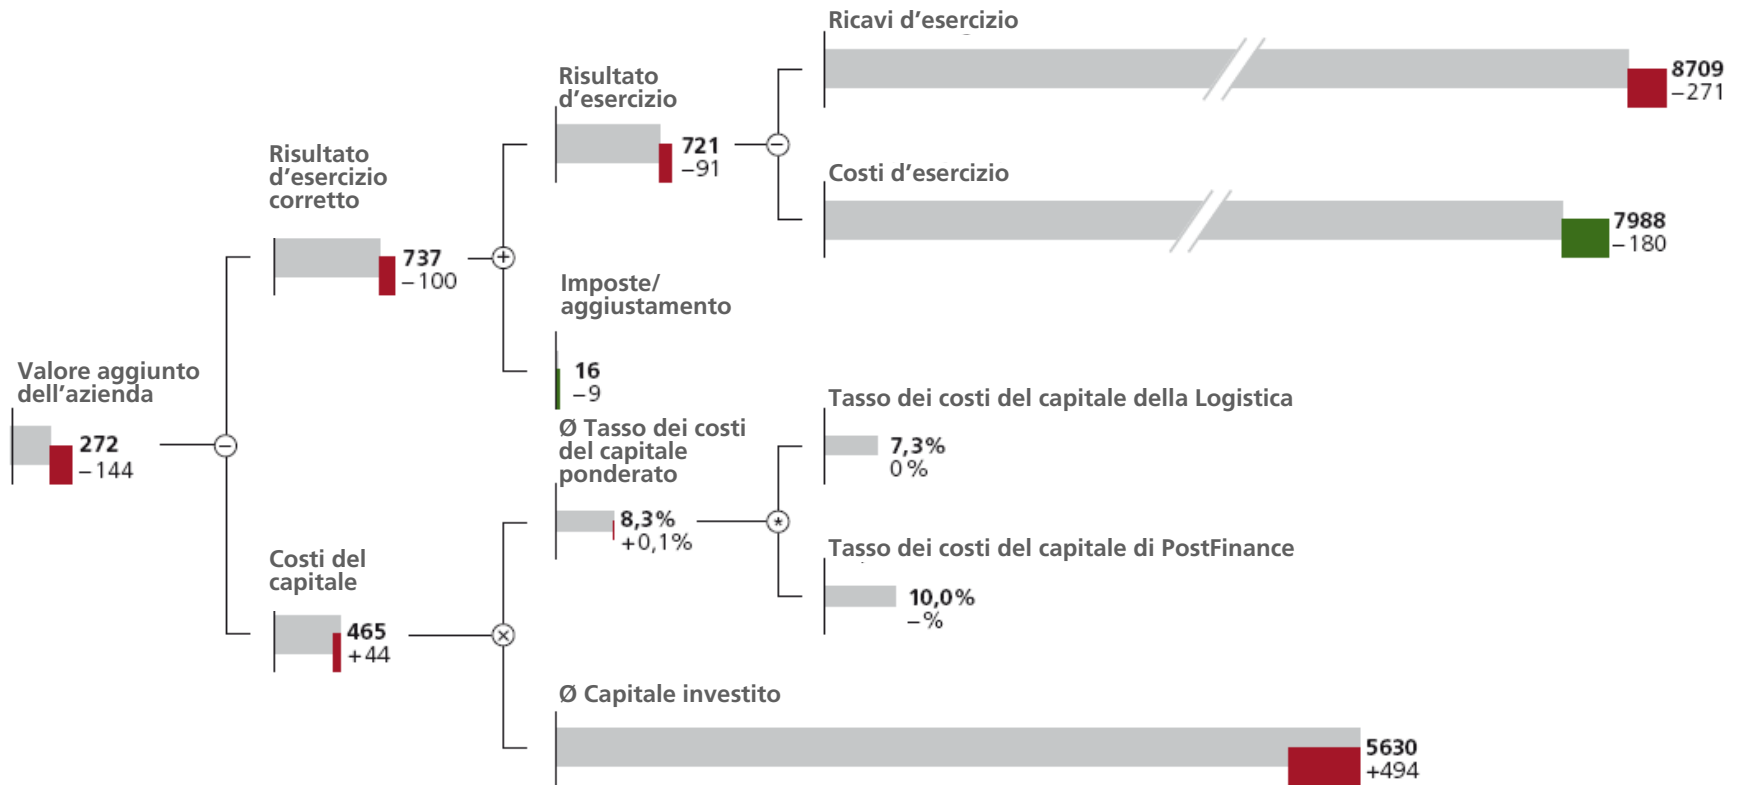 Ricavi d’esercizio
8709
–271
Risultato
d’esercizio
721
–91
Costi d’esercizio
7988
–180
Risultato
d’esercizio
corretto
737
–100
Imposte/
aggiustamento
16
–9
Valore aggiunto
dell’azienda
272
–144
Ø Tasso dei costi
del capitale
ponderato
8,3%
+0,1%
Tasso dei costi del capitale della Logistica
7,3%
0%
Tasso dei costi del capitale di PostFinance
10,0%
–%
Costi del
capitale
465
+44
Ø Capitale investito
5630
+494